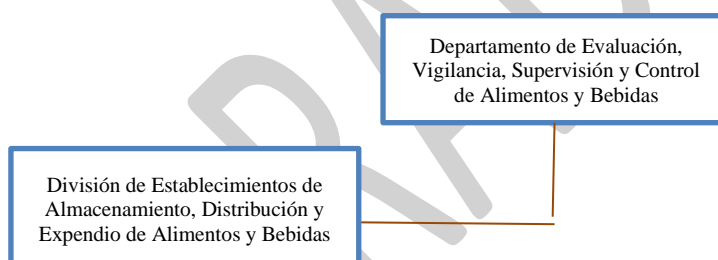 Departamento de Evaluación,
Vigilancia, Supervisión y Control
de Alimentos y Bebidas
División de Establecimientos de
Almacenamiento, Distribución y
Expendio de Alimentos y Bebidas